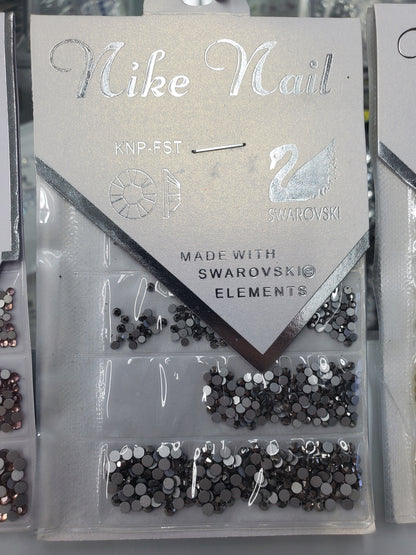 Nike Nail
KNP-FST
SWAROVSKI
MADE WITH
SWAROVSKI©
ELEMENTS